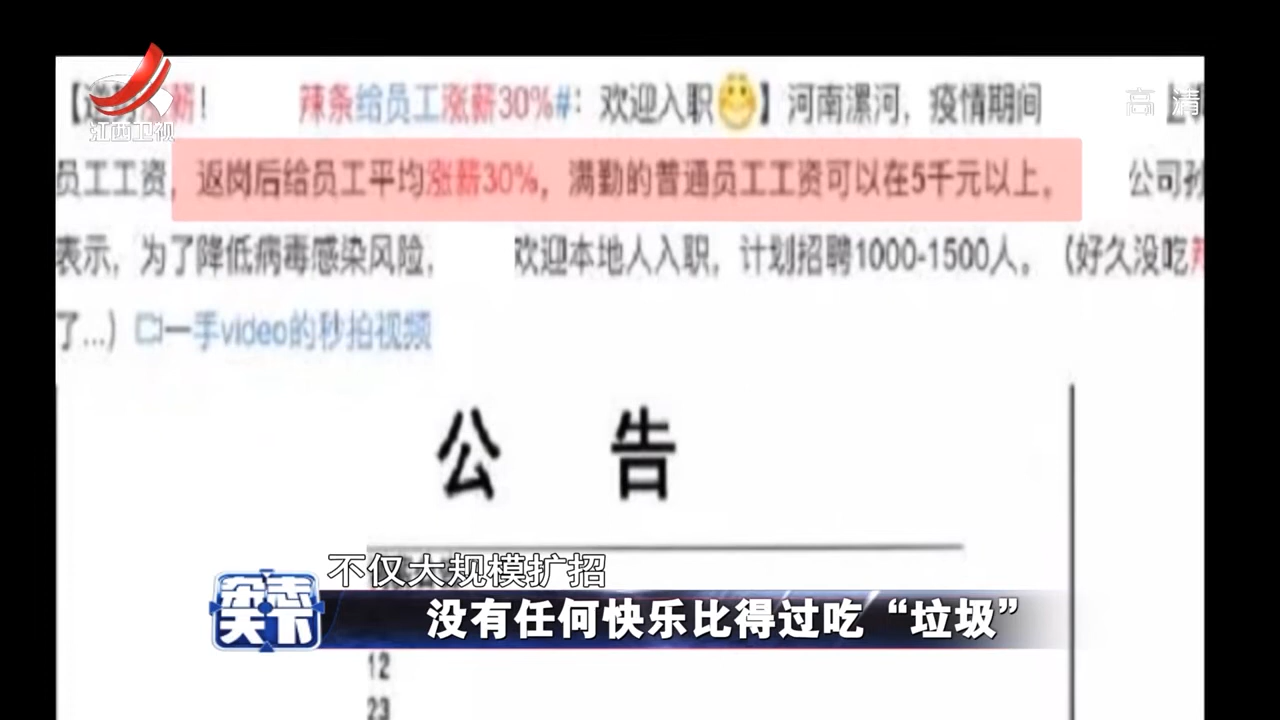 江西卫视
高 清
薪！ 辣条给员工涨薪30%#：欢迎入职】河南漯河，疫情期间
员工工资，返岗后给员工平均涨薪30%，满勤的普通员工工资可以在5千元以上。 公司孙
表示，为了降低病毒感染风险， 欢迎本地人入职，计划招聘1000-1500人。（好久没吃辣
了...）一手video的秒拍视频
公 告
不仅大规模扩招
杂志天下
没有任何快乐比得过吃“垃圾”
12
23